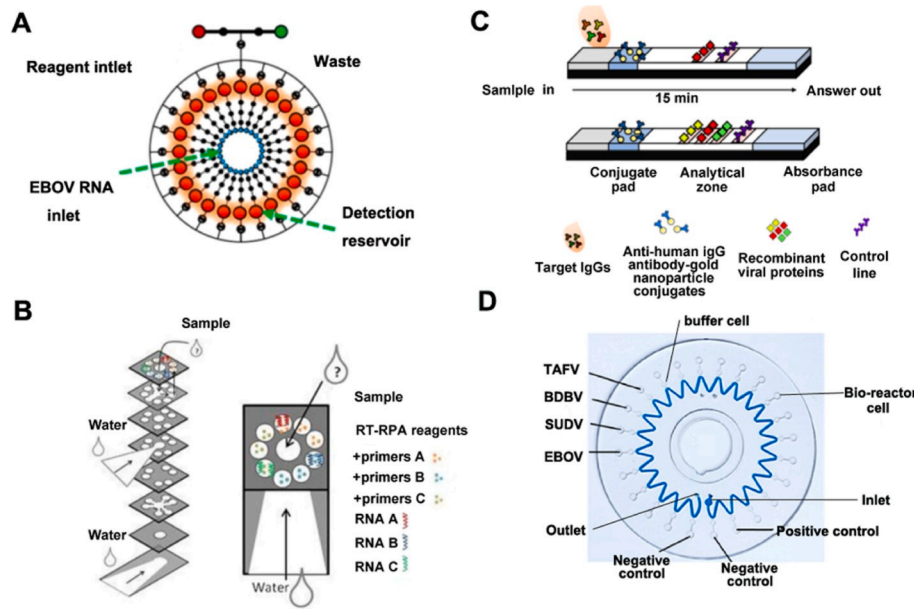 A
Reagent intlet
Waste
EBOV RNA
inlet
Detection
reservoir
B
Sample
?
Water
Water
?
Sample
RT-RPA reagents
+primers A
+primers B
+primers C
RNA A
RNA B
RNA C
Water
C
Samlple in
15 min
Answer out
Conjugate
pad
Analytical
zone
Absorbance
pad
Target IgGs
Anti-human igG
antibody-gold
nanoparticle
conjugates
Recombinant
viral proteins
Control
line
D
buffer cell
TAFV
BDBV
SUDV
EBOV
Bio-reactor
cell
Inlet
Outlet
Positive control
Negative
control
Negative
control